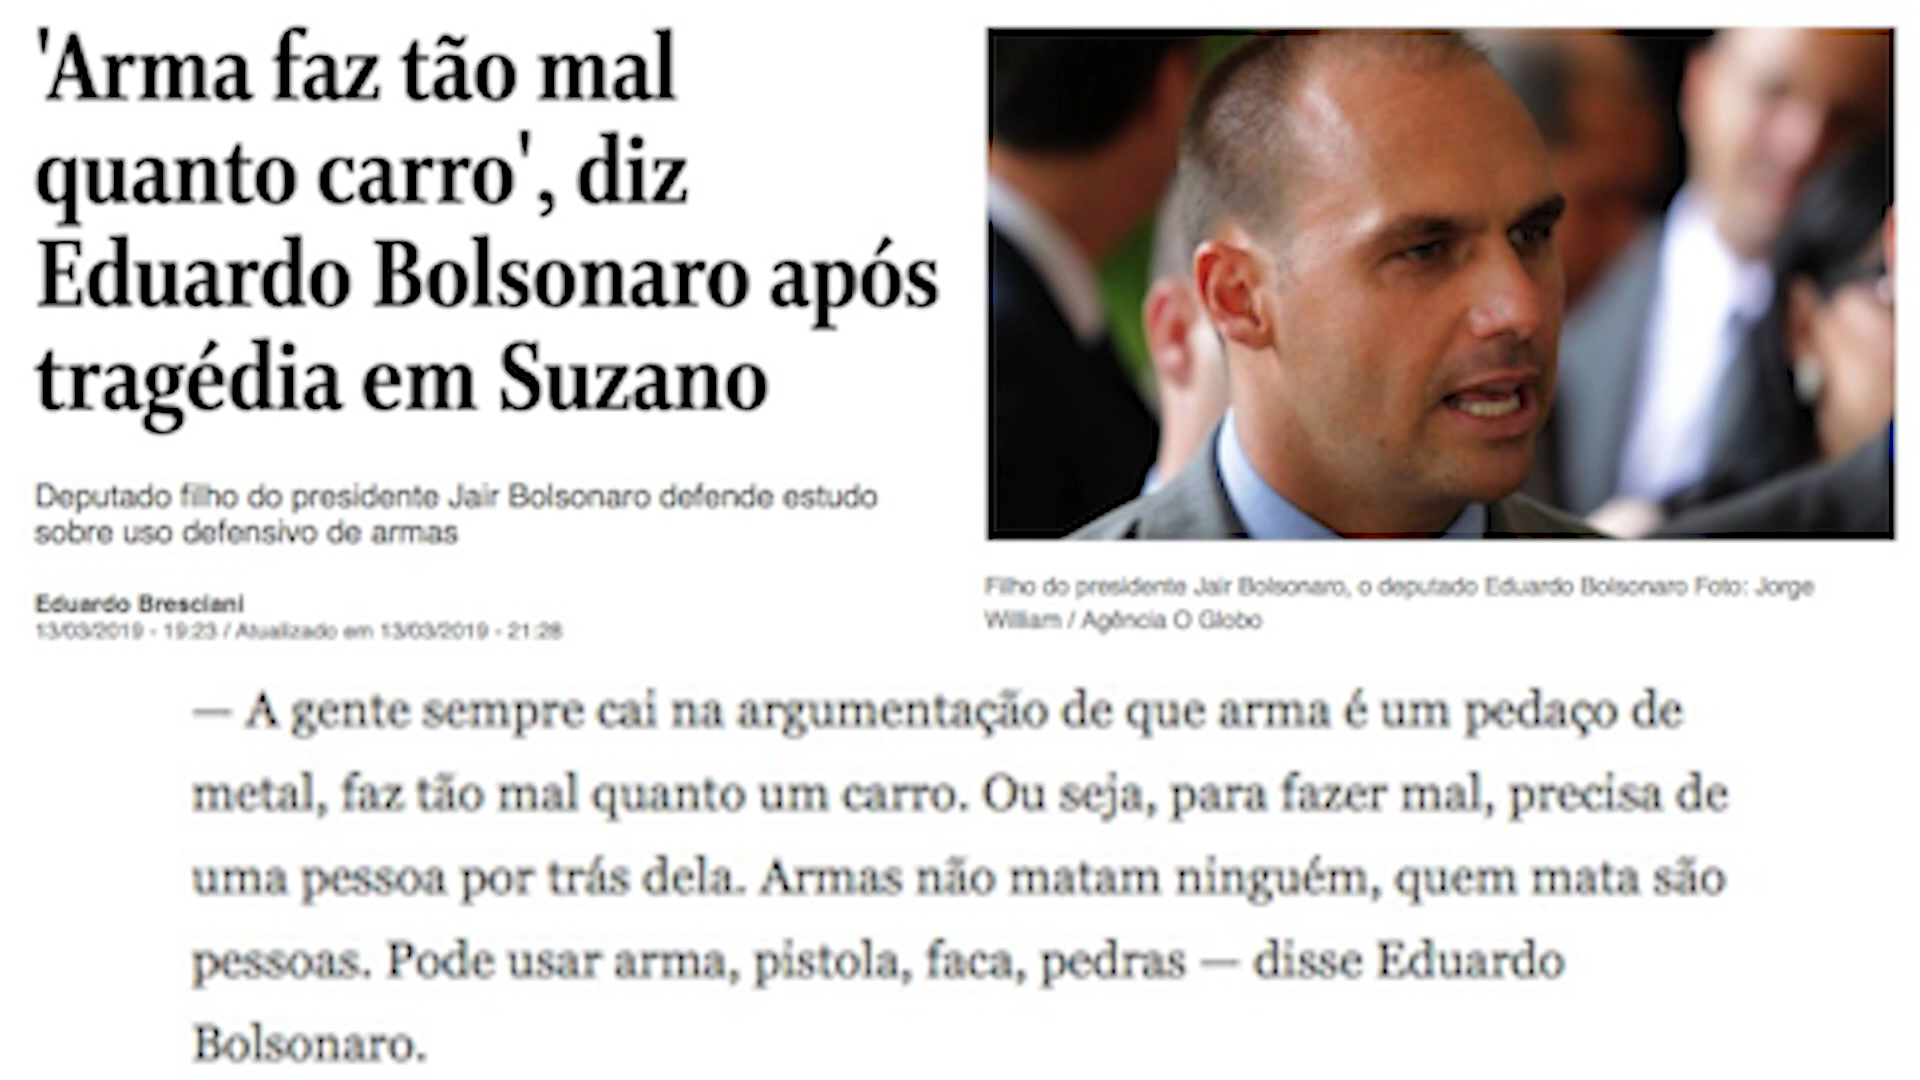 'Arma faz tão mal
quanto carro', diz
Eduardo Bolsonaro após
tragédia em Suzano
Deputado filho do presidente Jair Bolsonaro defende estudo
sobre uso defensivo de armas
Eduardo Bresciani
13/03/2019 - 19:23 / Atualizado em 13/03/2019 - 21:28
Filho do presidente Jair Bolsonaro, o deputado Eduardo Bolsonaro Foto: Jorge
William / Agência O Globo
— A gente sempre cai na argumentação de que arma é um pedaço de
metal, faz tão mal quanto um carro. Ou seja, para fazer mal, precisa de
uma pessoa por trás dela. Armas não matam ninguém, quem mata são
pessoas. Pode usar arma, pistola, faca, pedras — disse Eduardo
Bolsonaro.